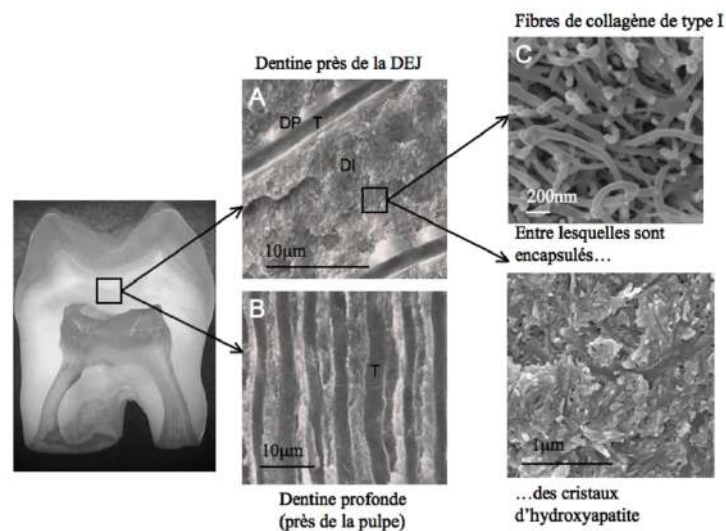 Fibres de collagène de type I
Dentine près de la DEJ
A
DP T
DI
10μm
C
200nm
Entre lesquelles sont
encapsulés…
B
T
10μm
Dentine profonde
(près de la pulpe)
1μm
…des cristaux
d’hydroxyapatite